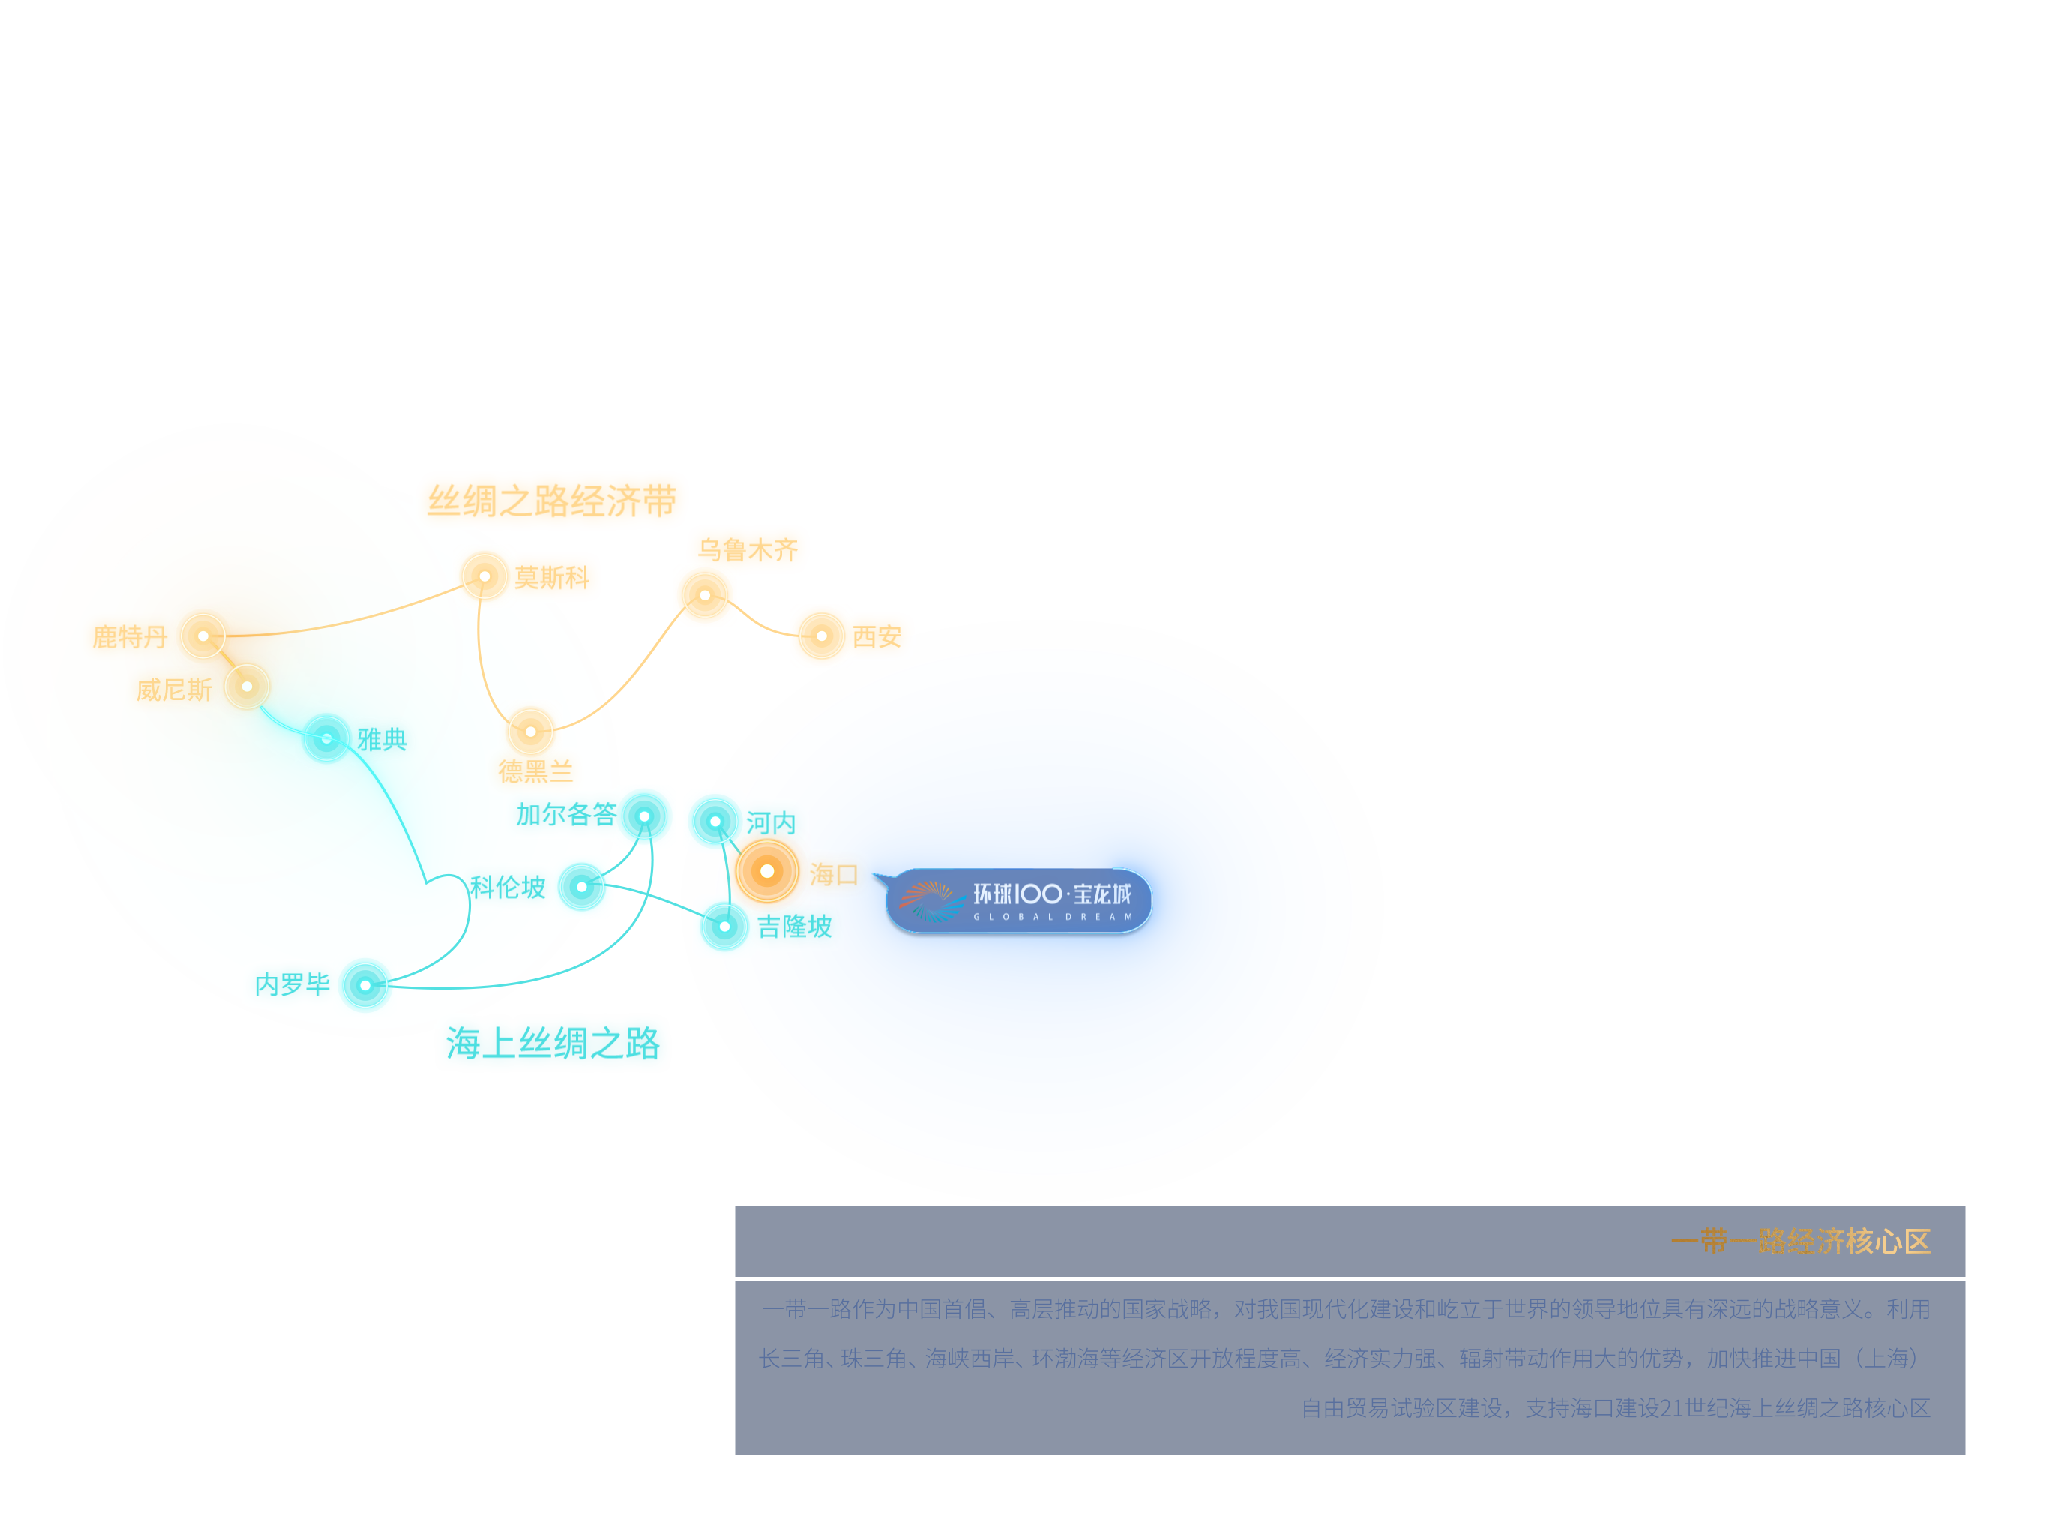 丝绸之路经济带
乌鲁木齐
莫斯科
鹿特丹
西安
威尼斯
雅典
德黑兰
加尔各答
河内
海口
科伦坡
环球100·宝龙城
GLOBAL DREAM
吉隆坡
内罗毕
海上丝绸之路
一带一路经济核心区
一带一路作为中国首倡、高层推动的国家战略，对我国现代化建设和屹立于世界的领导地位具有深远的战略意义。利用
长三角、珠三角、海峡西岸、环渤海等经济区开放程度高、经济实力强、辐射带动作用大的优势，加快推进中国（上海）
自由贸易试验区建设，支持海口建设21世纪海上丝绸之路核心区